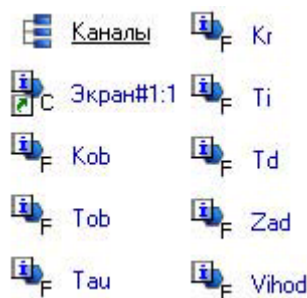 Каналы
C Экран#1:1
F Kob
F Tob
F Tau
F Kr
F Ti
F Td
F Zad
F Vihod